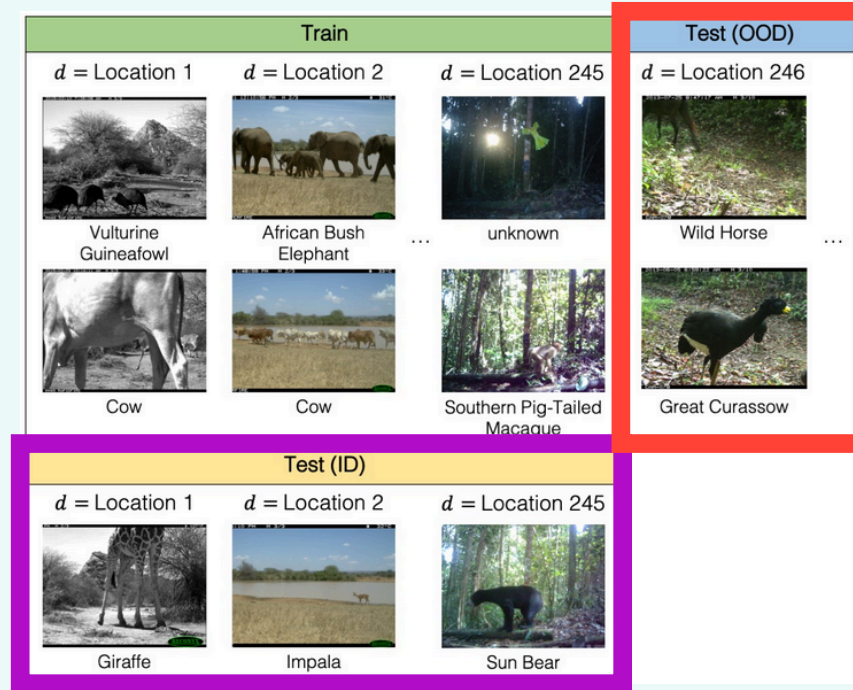 Train
Test (OOD)
d = Location 1
d = Location 2
d = Location 245
d = Location 246
Vulturine
Guineafowl
African Bush
Elephant
...
unknown
Wild Horse
...
Cow
Cow
Southern Pig-Tailed
Macaque
Great Curassow
Test (ID)
d = Location 1
d = Location 2
d = Location 245
Giraffe
Impala
Sun Bear